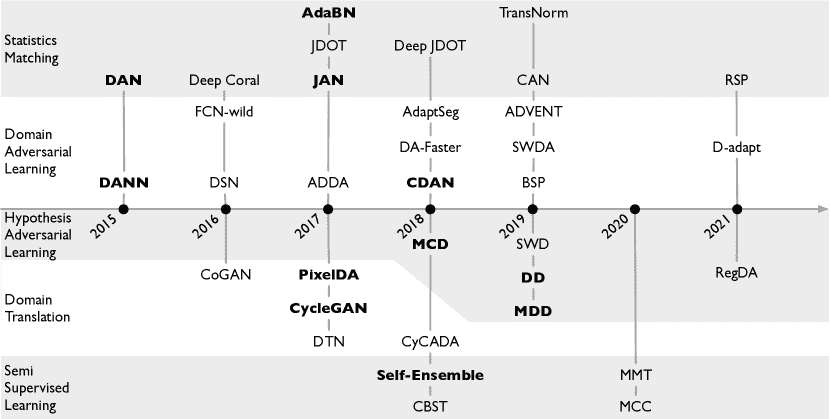 AdaBN TransNorm
Statistics
Matching
JDOT Deep JDOT
DAN Deep Coral JAN CAN RSP
FCN-wild AdaptSeg ADVENT
Domain
Adversarial
Learning
DA-Faster SWDA D-adapt
DANN DSN ADDA CDAN BSP
2015 2016 2017 2018 2019 2020 2021
Hypothesis
Adversarial
Learning
MCD SWD
CoGAN PixelDA DD RegDA
Domain
Translation
CycleGAN MDD
DTN CyCADA
Semi
Supervised
Learning
Self-Ensemble MMT
CBST MCC